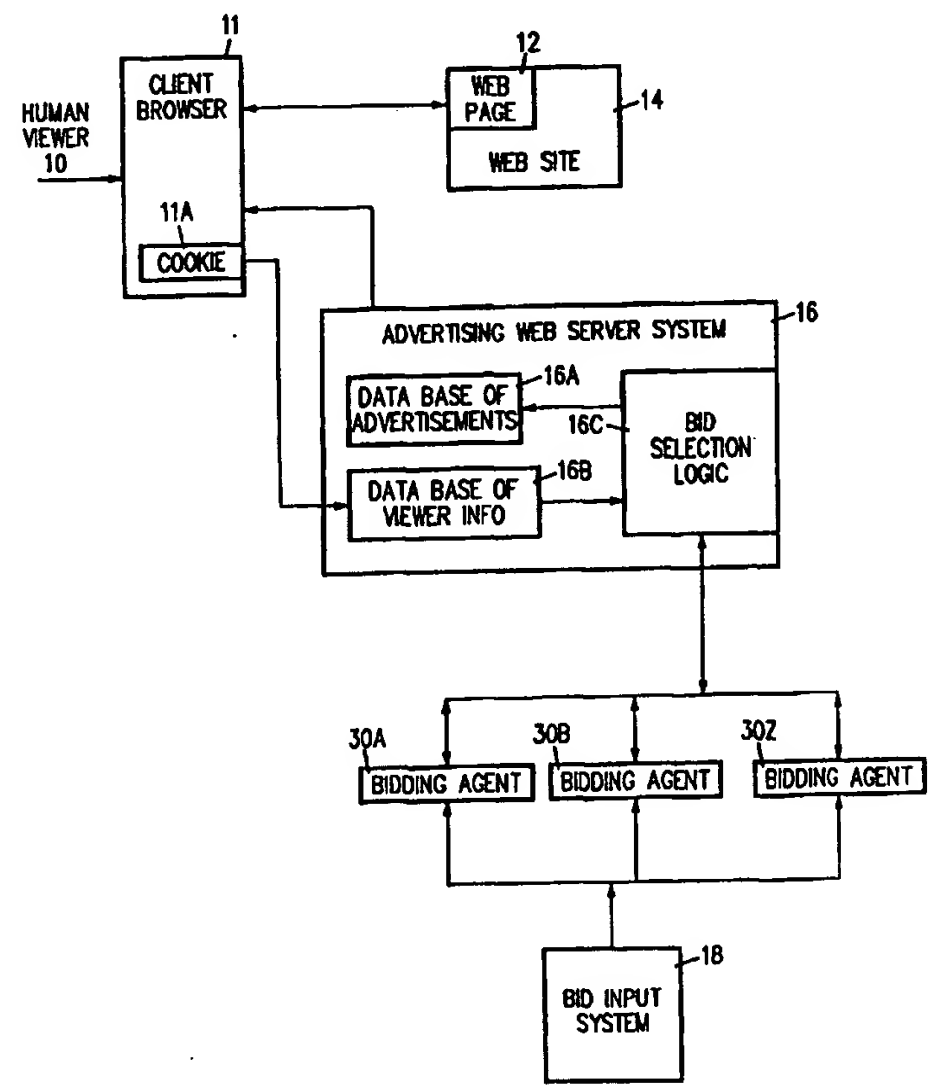 11
CLIENT
BROWSER
HUMAN
VIEWER
10
11A
COOKIE
12
WEB
PAGE
14
WEB SITE
16
ADVERTISING WEB SERVER SYSTEM
16A
DATA BASE OF
ADVERTISEMENTS
16C
BID
SELECTION
LOGIC
16B
DATA BASE OF
VIEWER INFO
30A
BIDDING AGENT
30B
BIDDING AGENT
30Z
BIDDING AGENT
18
BID INPUT
SYSTEM